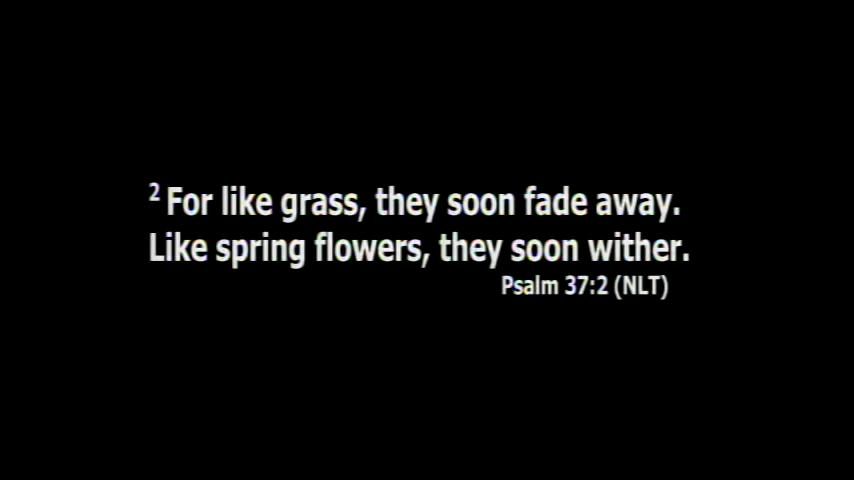 ² For like grass, they soon fade away.
Like spring flowers, they soon wither.
Psalm 37:2 (NLT)